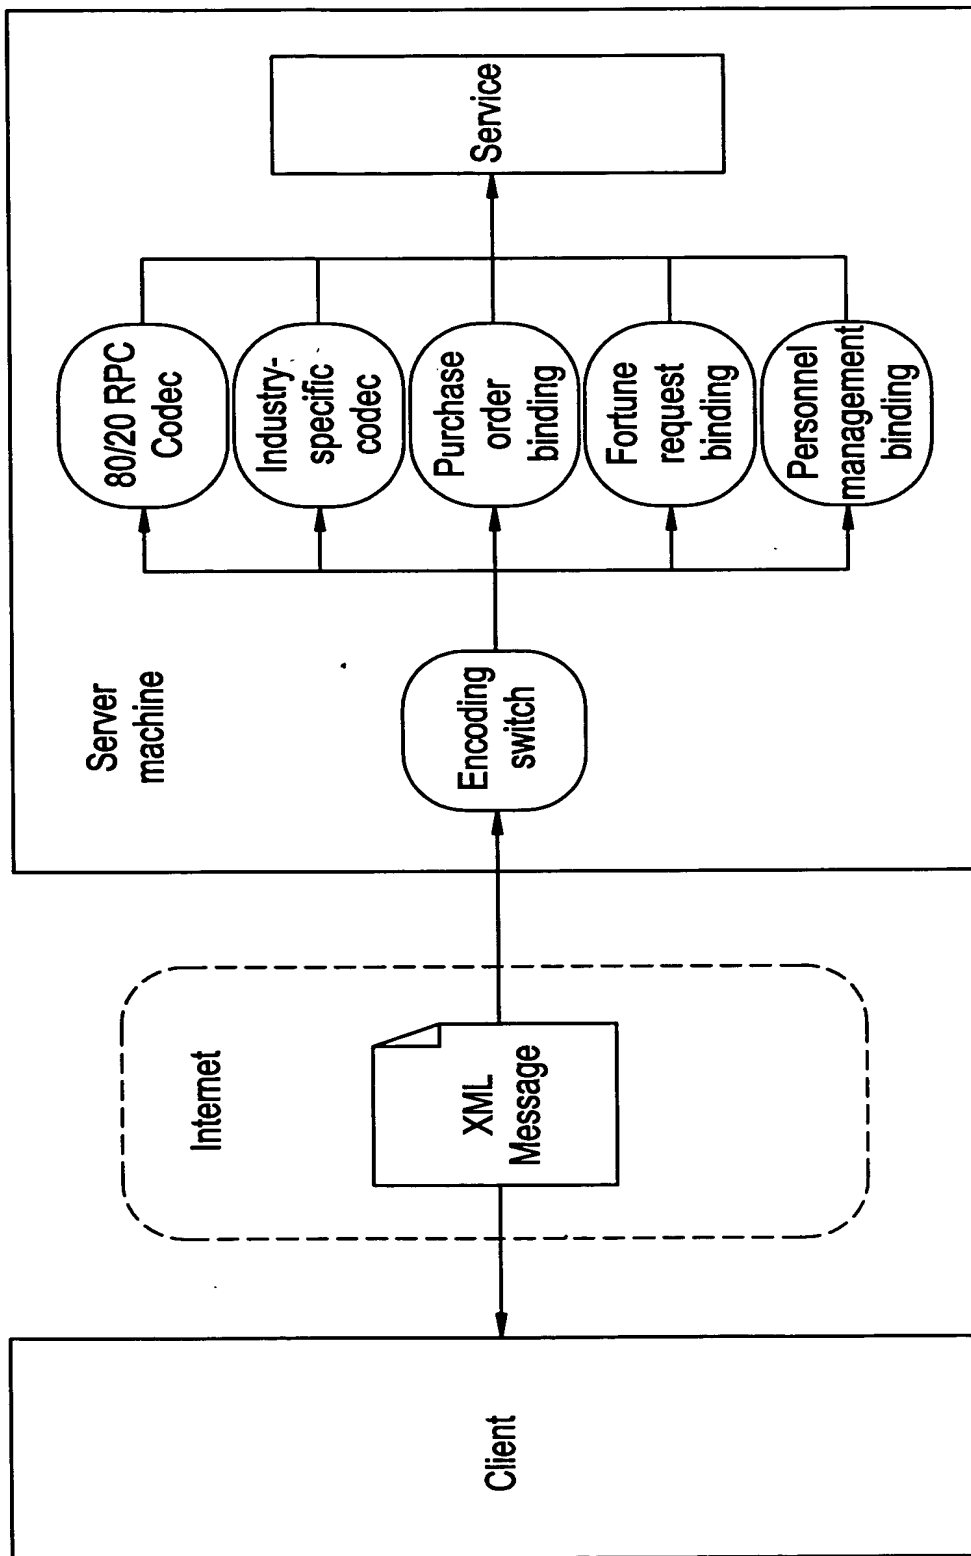 Client
Internet
XML
Message
Server
machine
Encoding
switch
80/20 RPC
Codec
Industry-
specific
codec
Purchase
order
binding
Fortune
request
binding
Personnel
management
binding
Service